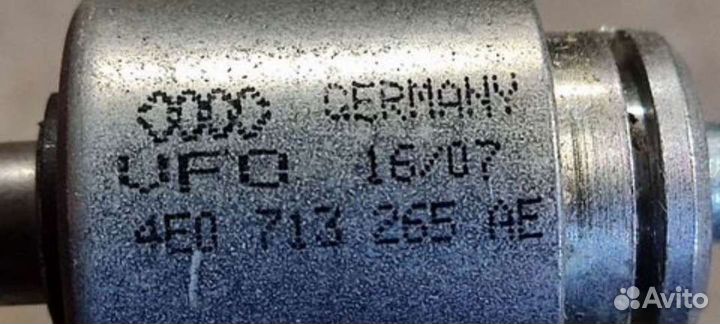 GERMANY
UFO 16/07
4E0 713 265 AE
Avito